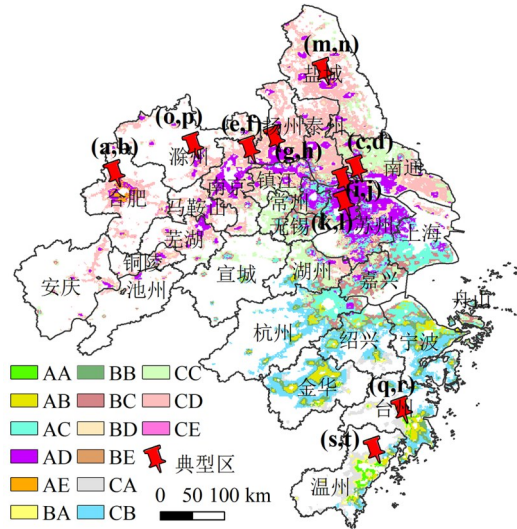 (m,n)
盐城
(o,p)
(e,f)
扬州
泰州
(a,b)
滁州
(g,h)
(c,d)
南通
合肥
南京
镇江
(i,j)
马鞍山
常州
(k,l)
无锡
苏州
上海
芜湖
铜陵
宣城
湖州
嘉兴
安庆
池州
舟山
杭州
绍兴
宁波
金华
(q,r)
台州
(s,t)
温州
AA BB CC
AB BC CD
AC BD CE
AD BE 典型区
AE CA
BA CB
0 50 100 km